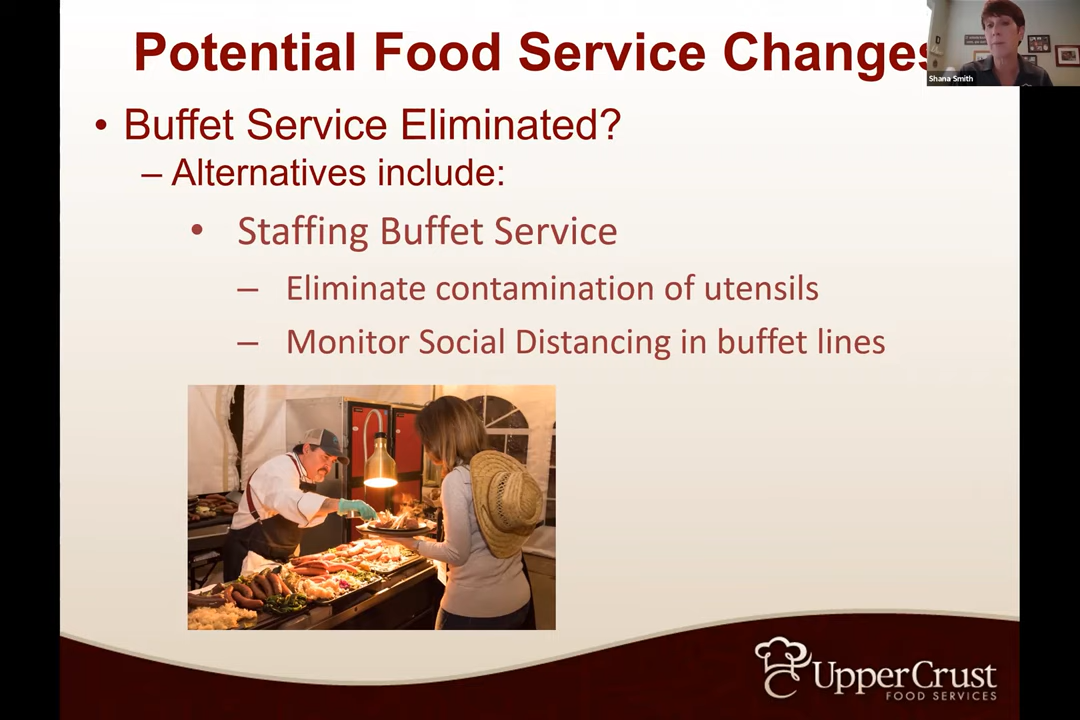 Potential Food Service Changes
Shana Smith
• Buffet Service Eliminated?
– Alternatives include:
• Staffing Buffet Service
– Eliminate contamination of utensils
– Monitor Social Distancing in buffet lines
UpperCrust
FOOD SERVICES